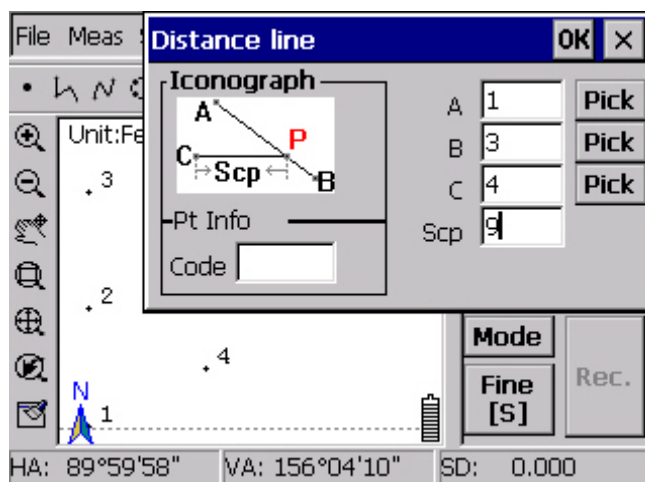 File Meas
Distance line OK ×
Iconograph
A
P
C
Scp
B
Pt Info
Code
A 1 Pick
B 3 Pick
C 4 Pick
Scp 9
Unit:Fe
3
2
4
N
1
Mode
Fine
[S]
Rec.
HA: 89°59'58" VA: 156°04'10" SD: 0.000